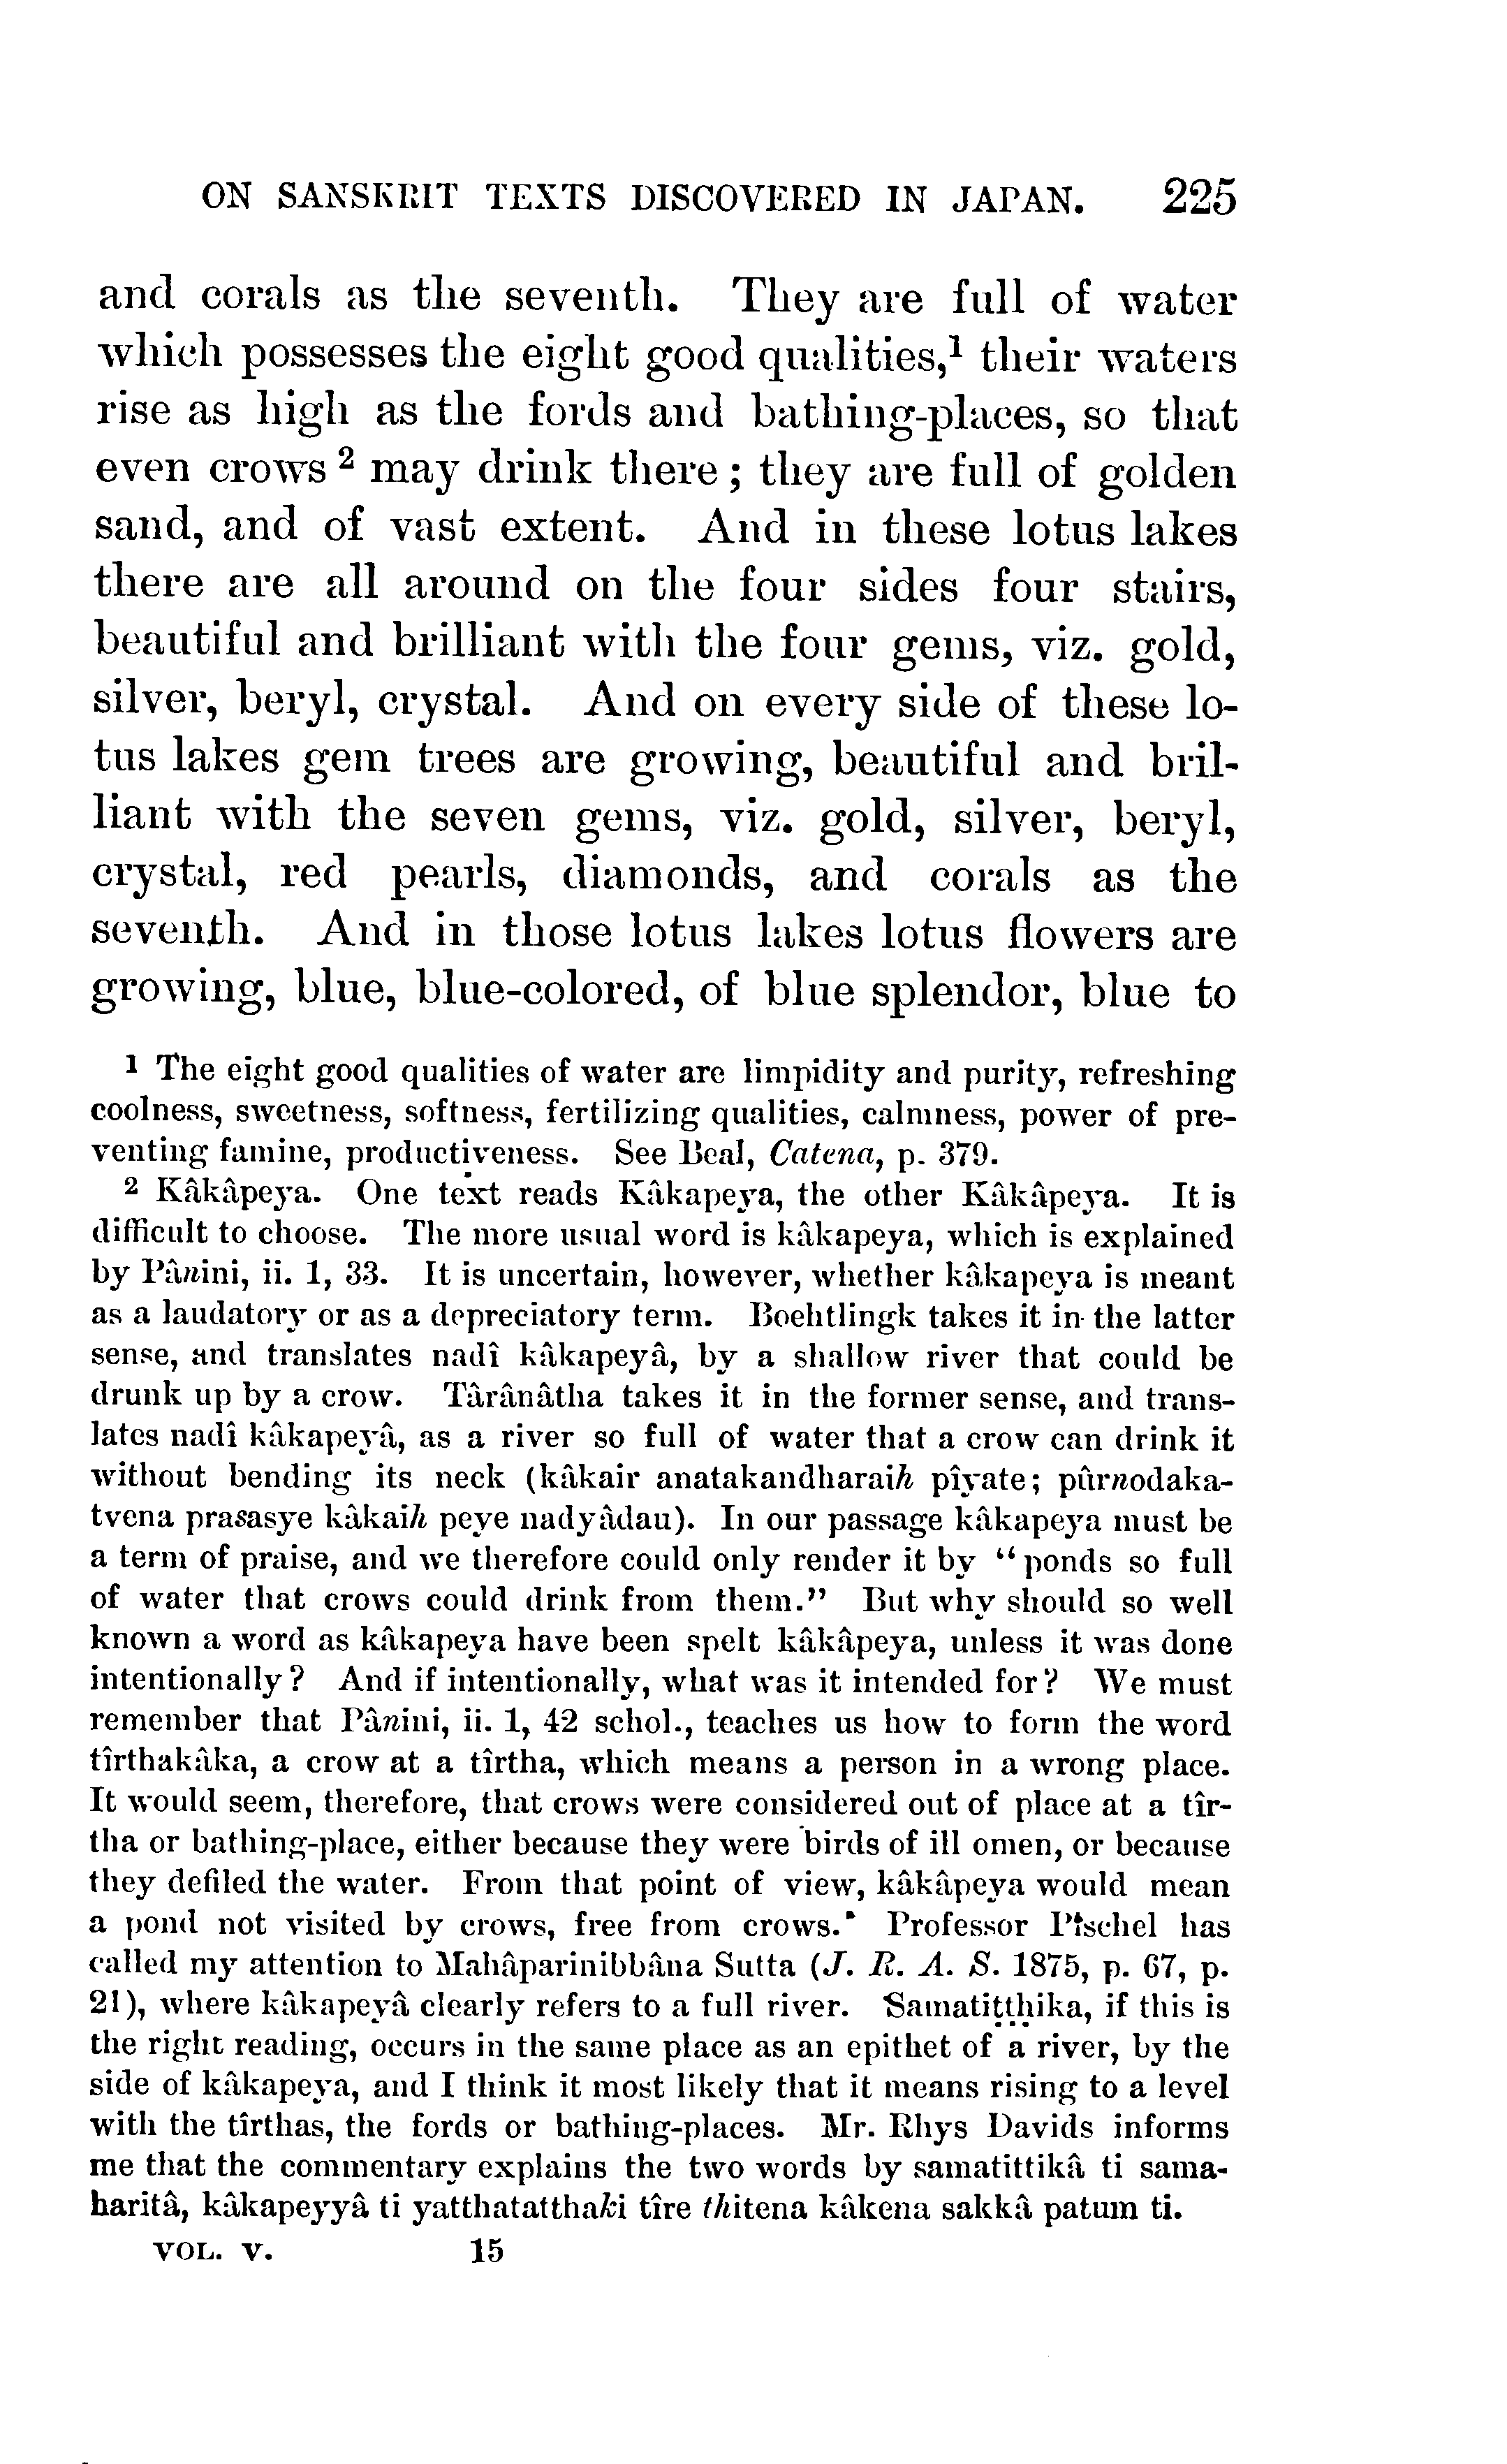 ON SANSKRIT TEXTS DISCOVERED IN JAPAN. 225
and corals as the seventh. They are full of water
which possesses the eight good qualities,¹ their waters
rise as high as the fords and bathing-places, so that
even crows ² may drink there; they are full of golden
sand, and of vast extent. And in these lotus lakes
there are all around on the four sides four stairs,
beautiful and brilliant with the four gems, viz. gold,
silver, beryl, crystal. And on every side of these lo-
tus lakes gem trees are growing, beautiful and bril-
liant with the seven gems, viz. gold, silver, beryl,
crystal, red pearls, diamonds, and corals as the
seventh. And in those lotus lakes lotus flowers are
growing, blue, blue-colored, of blue splendor, blue to
1 The eight good qualities of water are limpidity and purity, refreshing
coolness, sweetness, softness, fertilizing qualities, calmness, power of pre-
venting famine, productiveness. See Beal, Catena, p. 379.
2 Kâkâpeya. One text reads Kâkapeya, the other Kâkâpeya. It is
difficult to choose. The more usual word is kâkapeya, which is explained
by Pânini, ii. 1, 33. It is uncertain, however, whether kâkapeya is meant
as a laudatory or as a depreciatory term. Boehtlingk takes it in the latter
sense, and translates nadî kâkapeyâ, by a shallow river that could be
drunk up by a crow. Târânâtha takes it in the former sense, and trans-
lates nadî kâkapeyâ, as a river so full of water that a crow can drink it
without bending its neck (kâkair anatakandharaih pîyate; pûrnodaka-
tvena prasasye kâkaih peye nadyâdau). In our passage kâkapeya must be
a term of praise, and we therefore could only render it by "ponds so full
of water that crows could drink from them." But why should so well
known a word as kâkapeya have been spelt kâkâpeya, unless it was done
intentionally? And if intentionally, what was it intended for? We must
remember that Pânini, ii. 1, 42 schol., teaches us how to form the word
tîrthakâka, a crow at a tîrtha, which means a person in a wrong place.
It would seem, therefore, that crows were considered out of place at a tîr-
tha or bathing-place, either because they were birds of ill omen, or because
they defiled the water. From that point of view, kâkâpeya would mean
a pond not visited by crows, free from crows. Professor Pischel has
called my attention to Mahâparinibbâna Sutta (J. R. A. S. 1875, p. 67, p.
21), where kâkapeyâ clearly refers to a full river. Samatiṭṭhika, if this is
the right reading, occurs in the same place as an epithet of a river, by the
side of kâkapeya, and I think it most likely that it means rising to a level
with the tîrthas, the fords or bathing-places. Mr. Rhys Davids informs
me that the commentary explains the two words by samatittikâ ti sama-
haritâ, kâkapeyyâ ti yatthatatthaki tîre thitena kâkena sakkâ patum ti.
VOL. V. 15